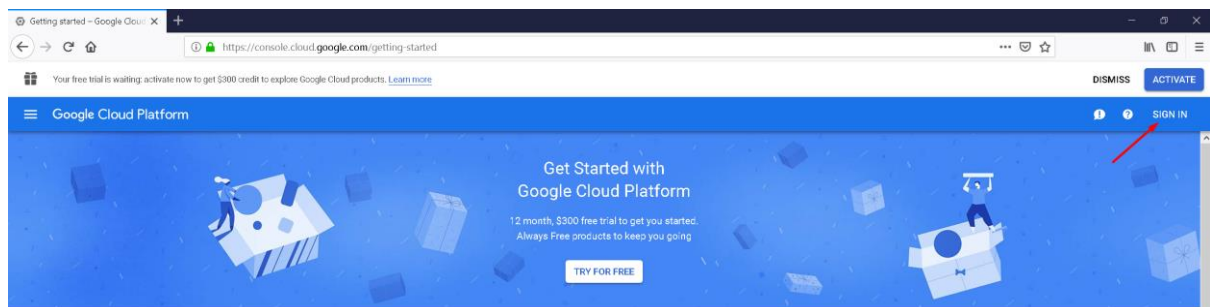 Getting started – Google Cloud
https://console.cloud.google.com/getting-started
Your free trial is waiting: activate now to get $300 credit to explore Google Cloud products. Learn more
DISMISS
ACTIVATE
Google Cloud Platform
SIGN IN
Get Started with
Google Cloud Platform
12 month, $300 free trial to get you started.
Always Free products to keep you going
TRY FOR FREE